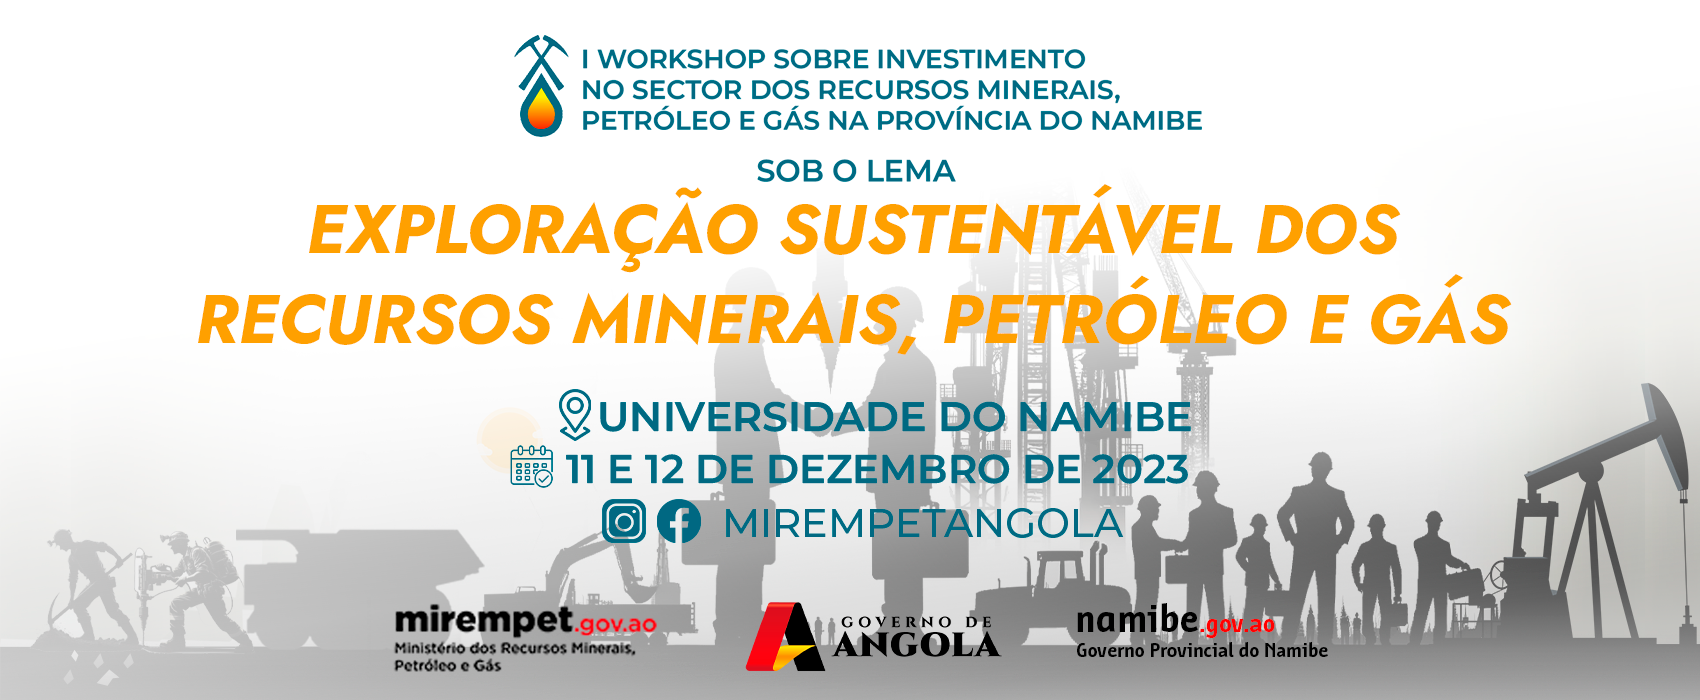 I WORKSHOP SOBRE INVESTIMENTO
NO SECTOR DOS RECURSOS MINERAIS,
PETRÓLEO E GÁS NA PROVÍNCIA DO NAMIBE
SOB O LEMA
EXPLORAÇÃO SUSTENTÁVEL DOS
RECURSOS MINERAIS, PETRÓLEO E GÁS
UNIVERSIDADE DO NAMIBE
11 E 12 DE DEZEMBRO DE 2023
MIREMPETANGOLA
mirempet.gov.ao
Ministério dos Recursos Minerais,
Petróleo e Gás
GOVERNO DE
ANGOLA
namibe.gov.ao
Governo Provincial do Namibe